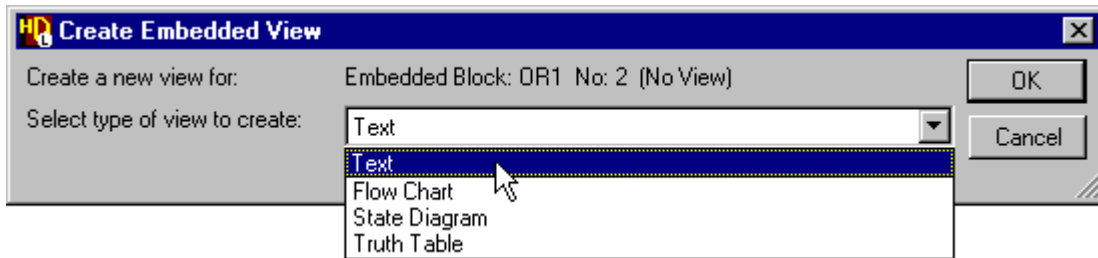 HDL Create Embedded View
Create a new view for: Embedded Block: OR1 No: 2 (No View) OK
Select type of view to create: Text Cancel
Text
Flow Chart
State Diagram
Truth Table